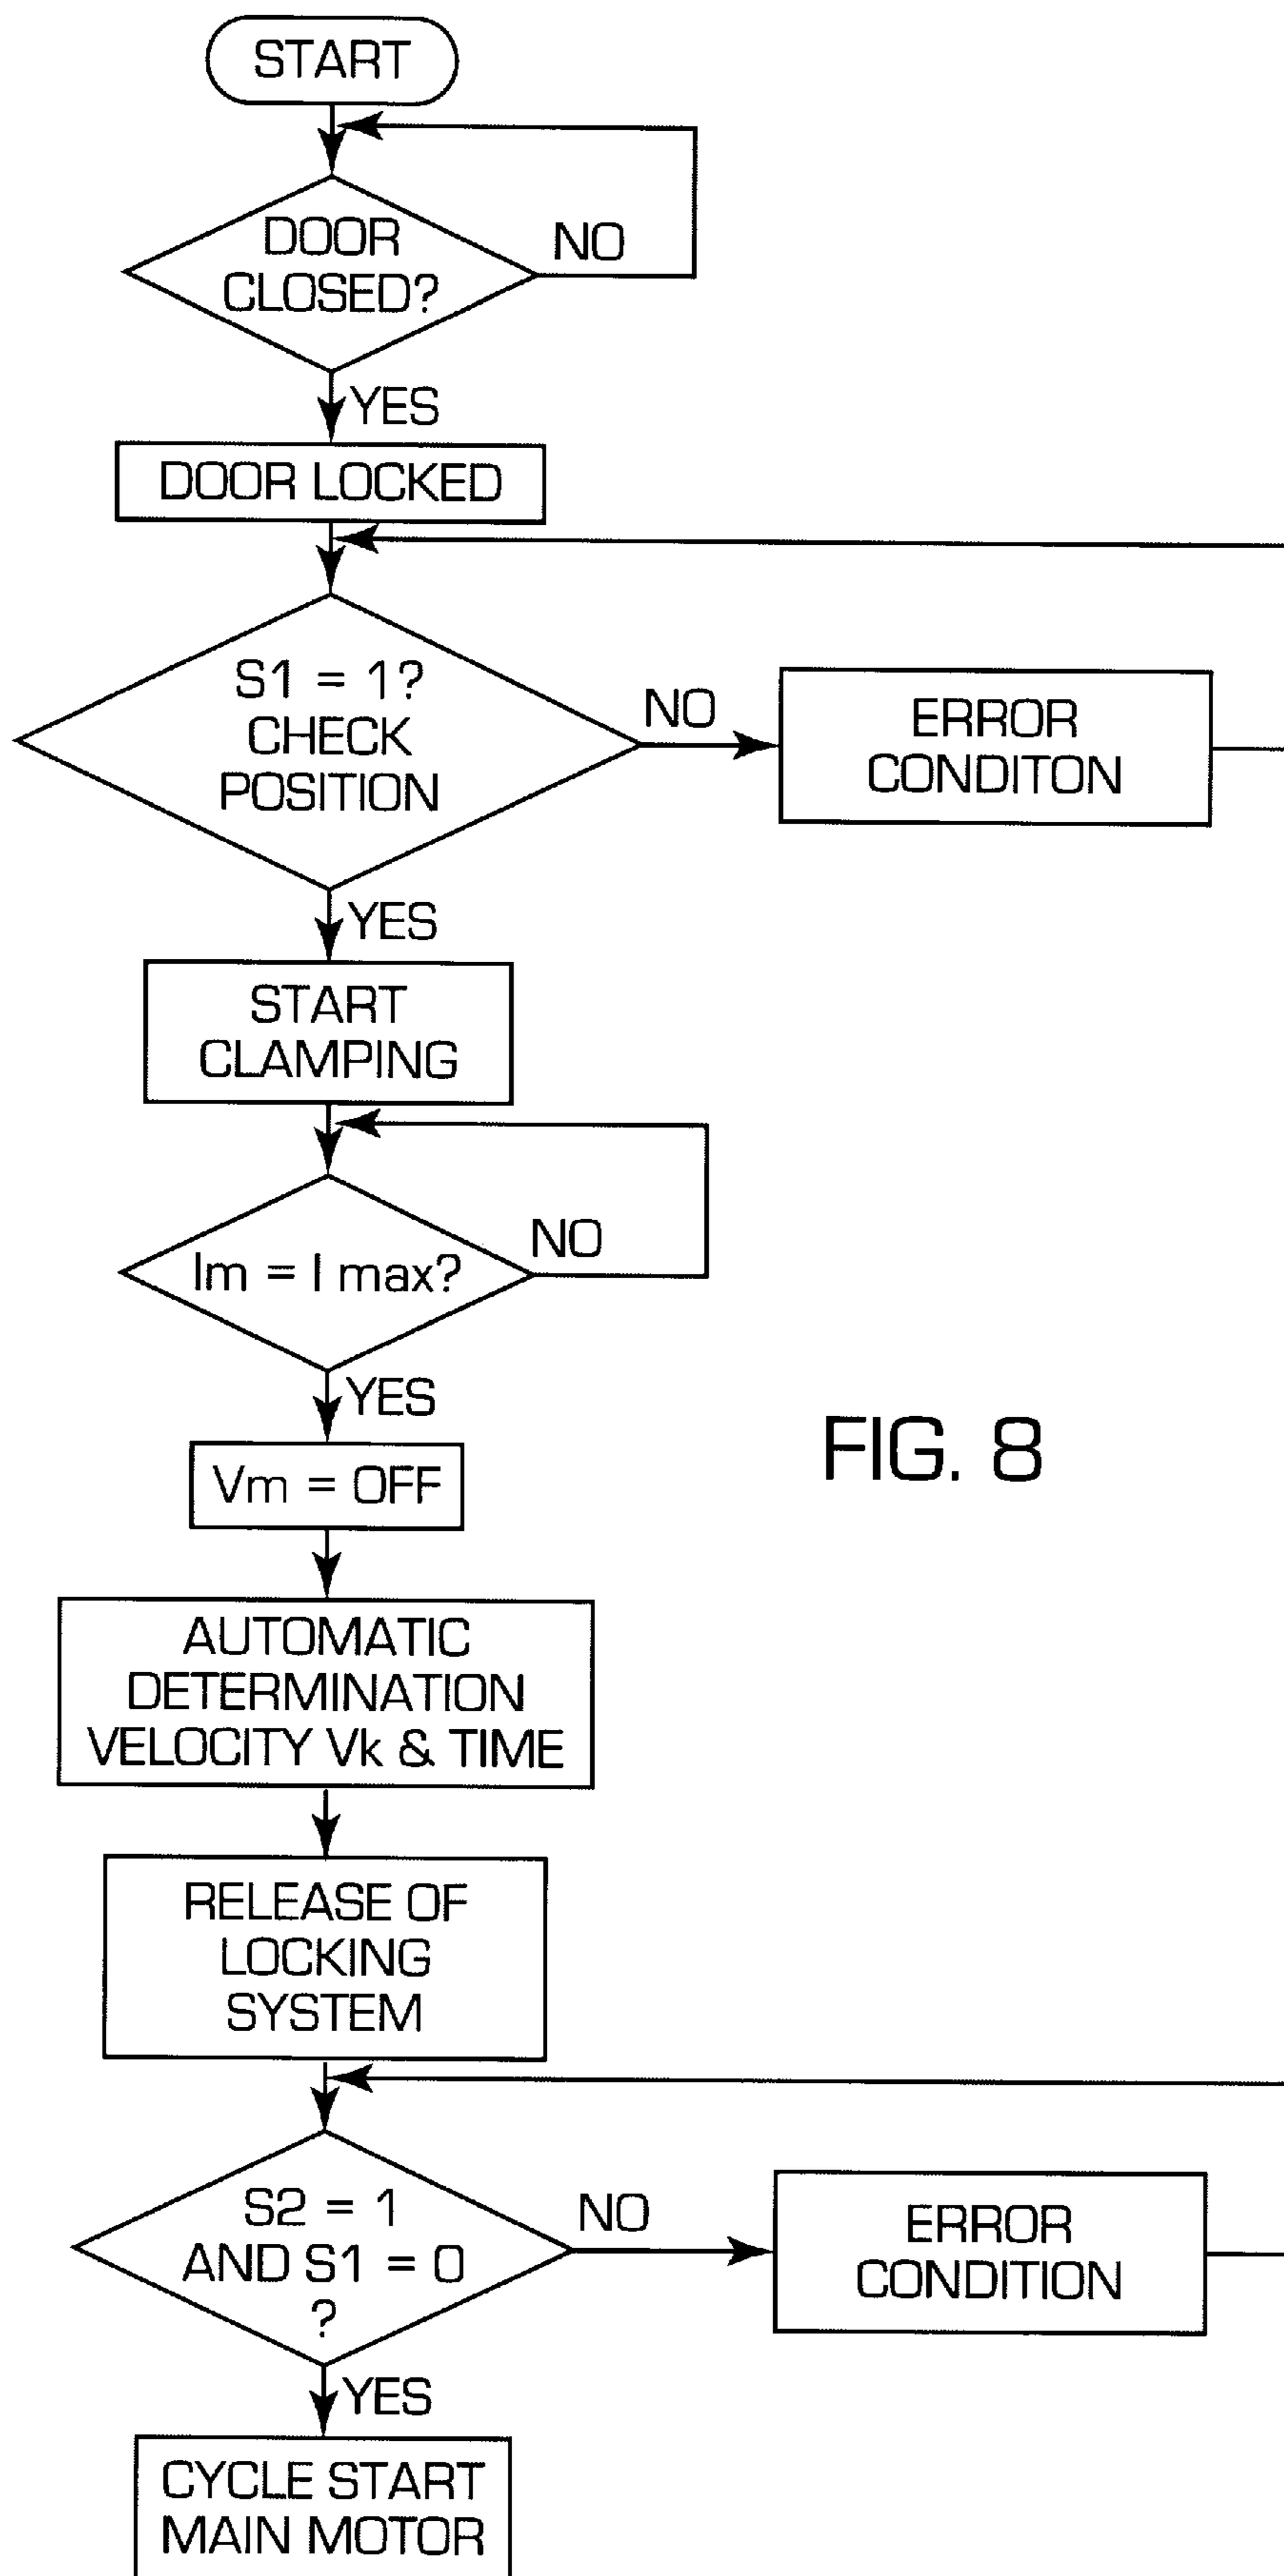 START
DOOR
CLOSED?
NO
YES
DOOR LOCKED
S1 = 1?
CHECK
POSITION
NO
ERROR
CONDITON
YES
START
CLAMPING
Im = I max?
NO
YES
Vm = OFF
FIG. 8
AUTOMATIC
DETERMINATION
VELOCITY Vk & TIME
RELEASE OF
LOCKING
SYSTEM
S2 = 1
AND S1 = 0
?
NO
ERROR
CONDITION
YES
CYCLE START
MAIN MOTOR